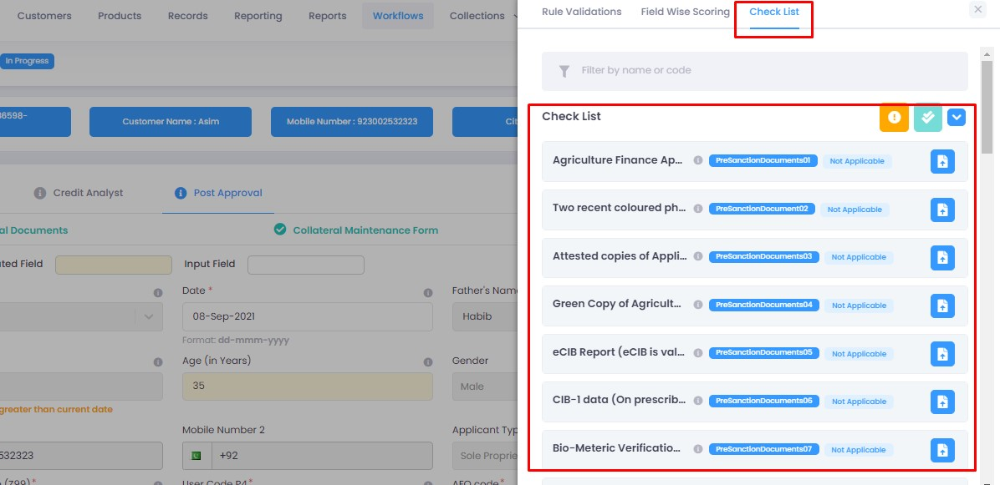 Customers Products Records Reporting Reports Workflows Collections
In Progress
36598-
Customer Name : Asim
Mobile Number : 923002532323
Cit
Credit Analyst
Post Approval
al Documents
Collateral Maintenance Form
ted Field
Input Field
Date *
Father's Name
08-Sep-2021
Habib
Format: dd-mmm-yyyy
Age (in Years)
Gender
35
Male
greater than current date
Mobile Number 2
Applicant Typ
532323
+92
Sole Proprie
(Z99) *
User Code P4 *
AFO code *
Rule Validations Field Wise Scoring Check List
Filter by name or code
Check List
Agriculture Finance Ap... PreSanctionDocuments01 Not Applicable
Two recent coloured ph... PreSanctionDocument02 Not Applicable
Attested copies of Appli... PreSanctionDocuments03 Not Applicable
Green Copy of Agricult... PreSanctionDocuments04 Not Applicable
eCIB Report (eCIB is val... PreSanctionDocuments05 Not Applicable
CIB-1 data (On prescrib... PreSanctionDocuments06 Not Applicable
Bio-Meteric Verificatio... PreSanctionDocuments07 Not Applicable